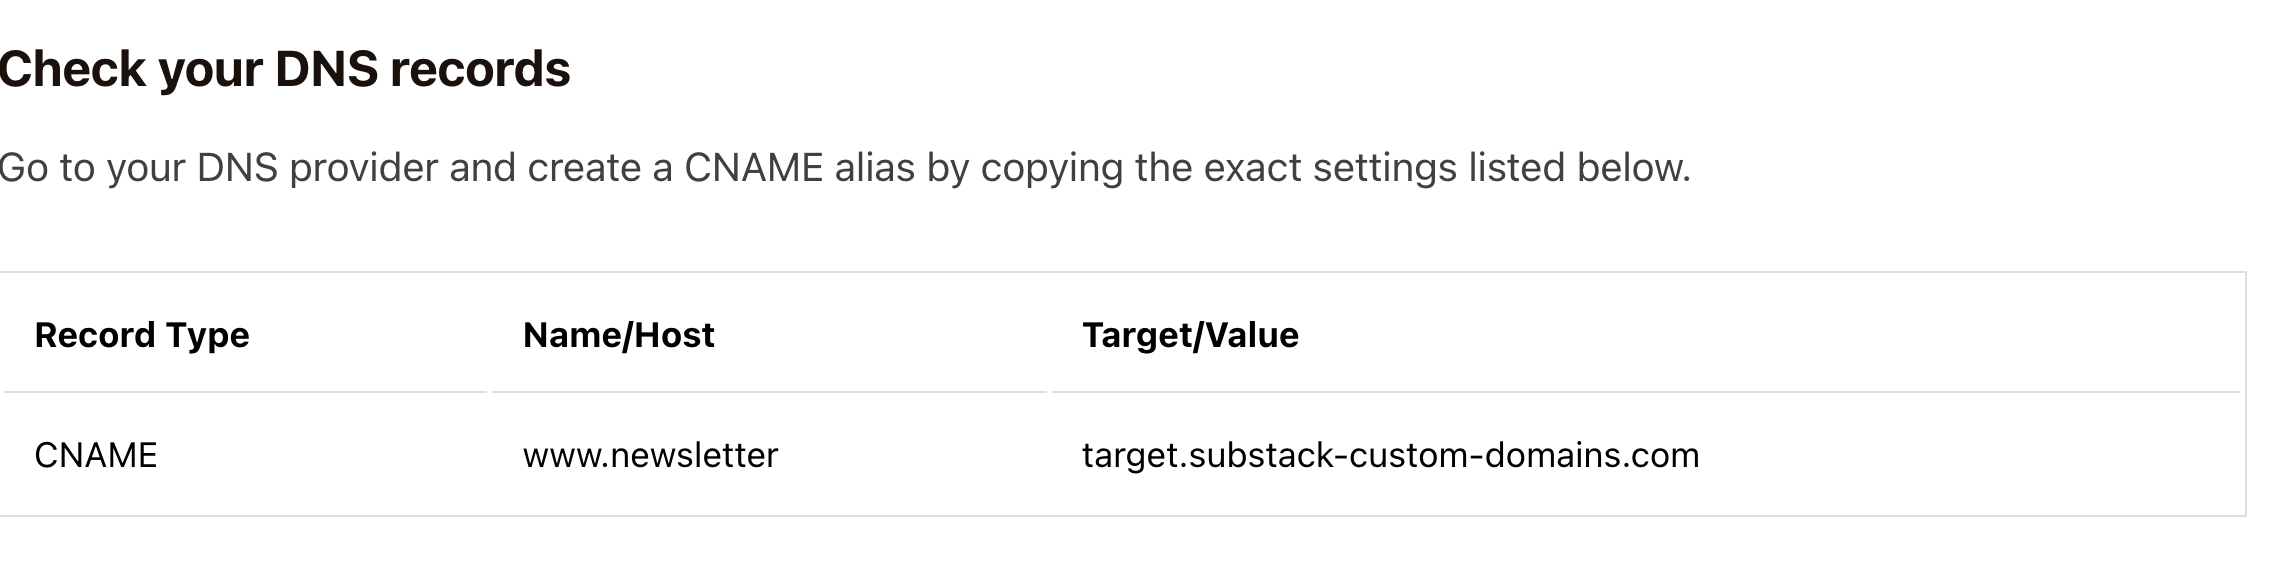 Check your DNS records
Go to your DNS provider and create a CNAME alias by copying the exact settings listed below.
Record Type Name/Host Target/Value
CNAME www.newsletter target.substack-custom-domains.com